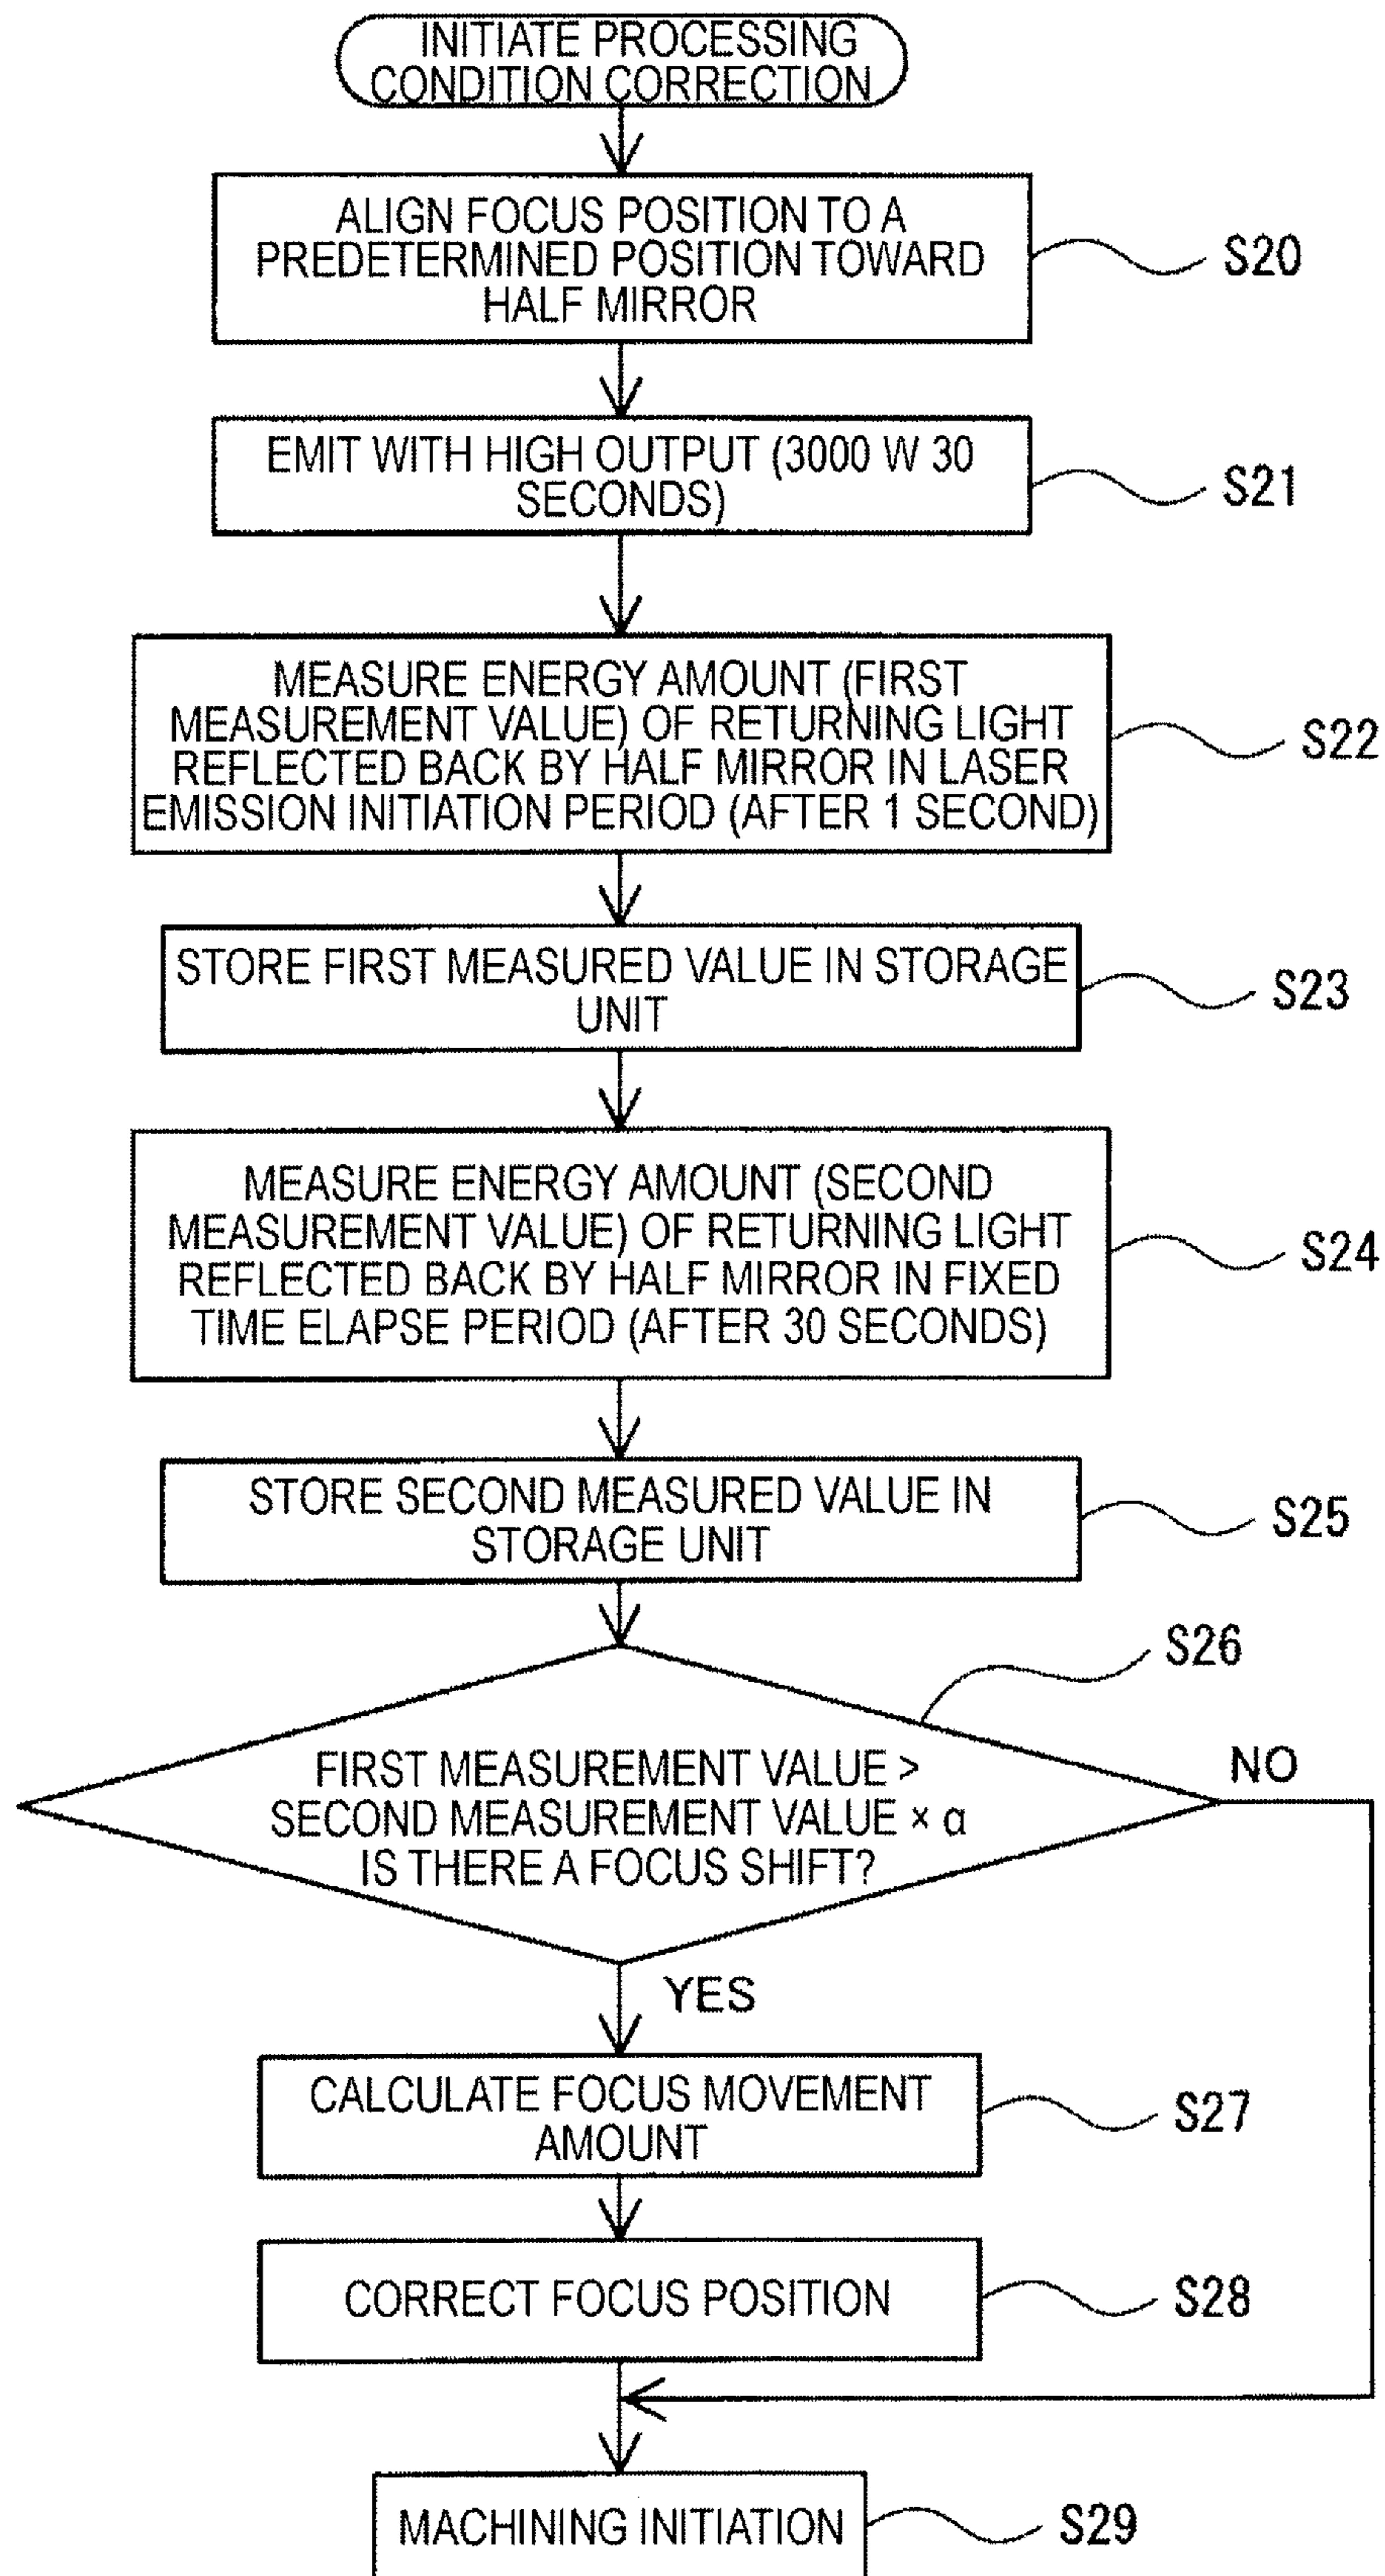 INITIATE PROCESSING
CONDITION CORRECTION
ALIGN FOCUS POSITION TO A
PREDETERMINED POSITION TOWARD
HALF MIRROR
S20
EMIT WITH HIGH OUTPUT (3000 W 30
SECONDS)
S21
MEASURE ENERGY AMOUNT (FIRST
MEASUREMENT VALUE) OF RETURNING LIGHT
REFLECTED BACK BY HALF MIRROR IN LASER
EMISSION INITIATION PERIOD (AFTER 1 SECOND)
S22
STORE FIRST MEASURED VALUE IN STORAGE
UNIT
S23
MEASURE ENERGY AMOUNT (SECOND
MEASUREMENT VALUE) OF RETURNING LIGHT
REFLECTED BACK BY HALF MIRROR IN FIXED
TIME ELAPSE PERIOD (AFTER 30 SECONDS)
S24
STORE SECOND MEASURED VALUE IN
STORAGE UNIT
S25
S26
FIRST MEASUREMENT VALUE >
SECOND MEASUREMENT VALUE × α
IS THERE A FOCUS SHIFT?
NO
YES
CALCULATE FOCUS MOVEMENT
AMOUNT
S27
CORRECT FOCUS POSITION
S28
MACHINING INITIATION
S29